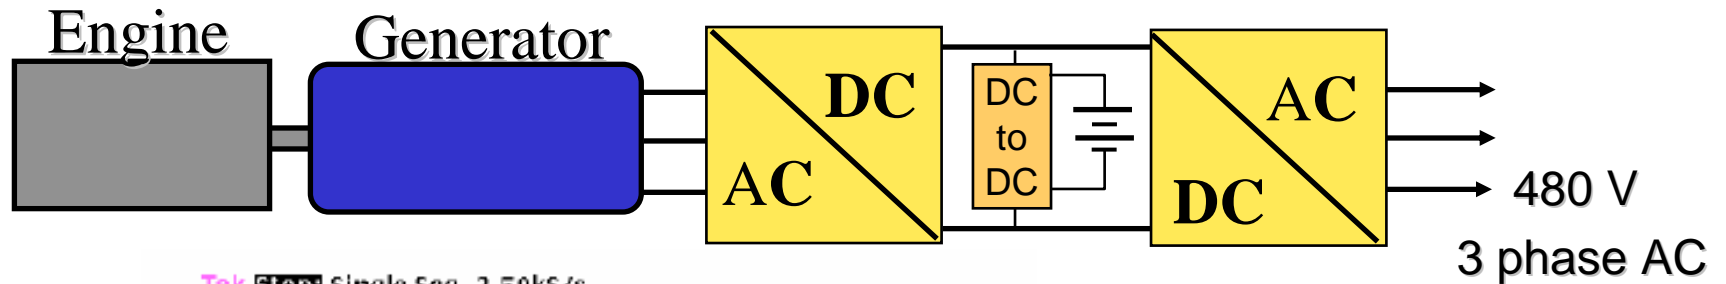 Engine
Generator
AC
DC
DC
to
DC
DC
AC
480 V
3 phase AC